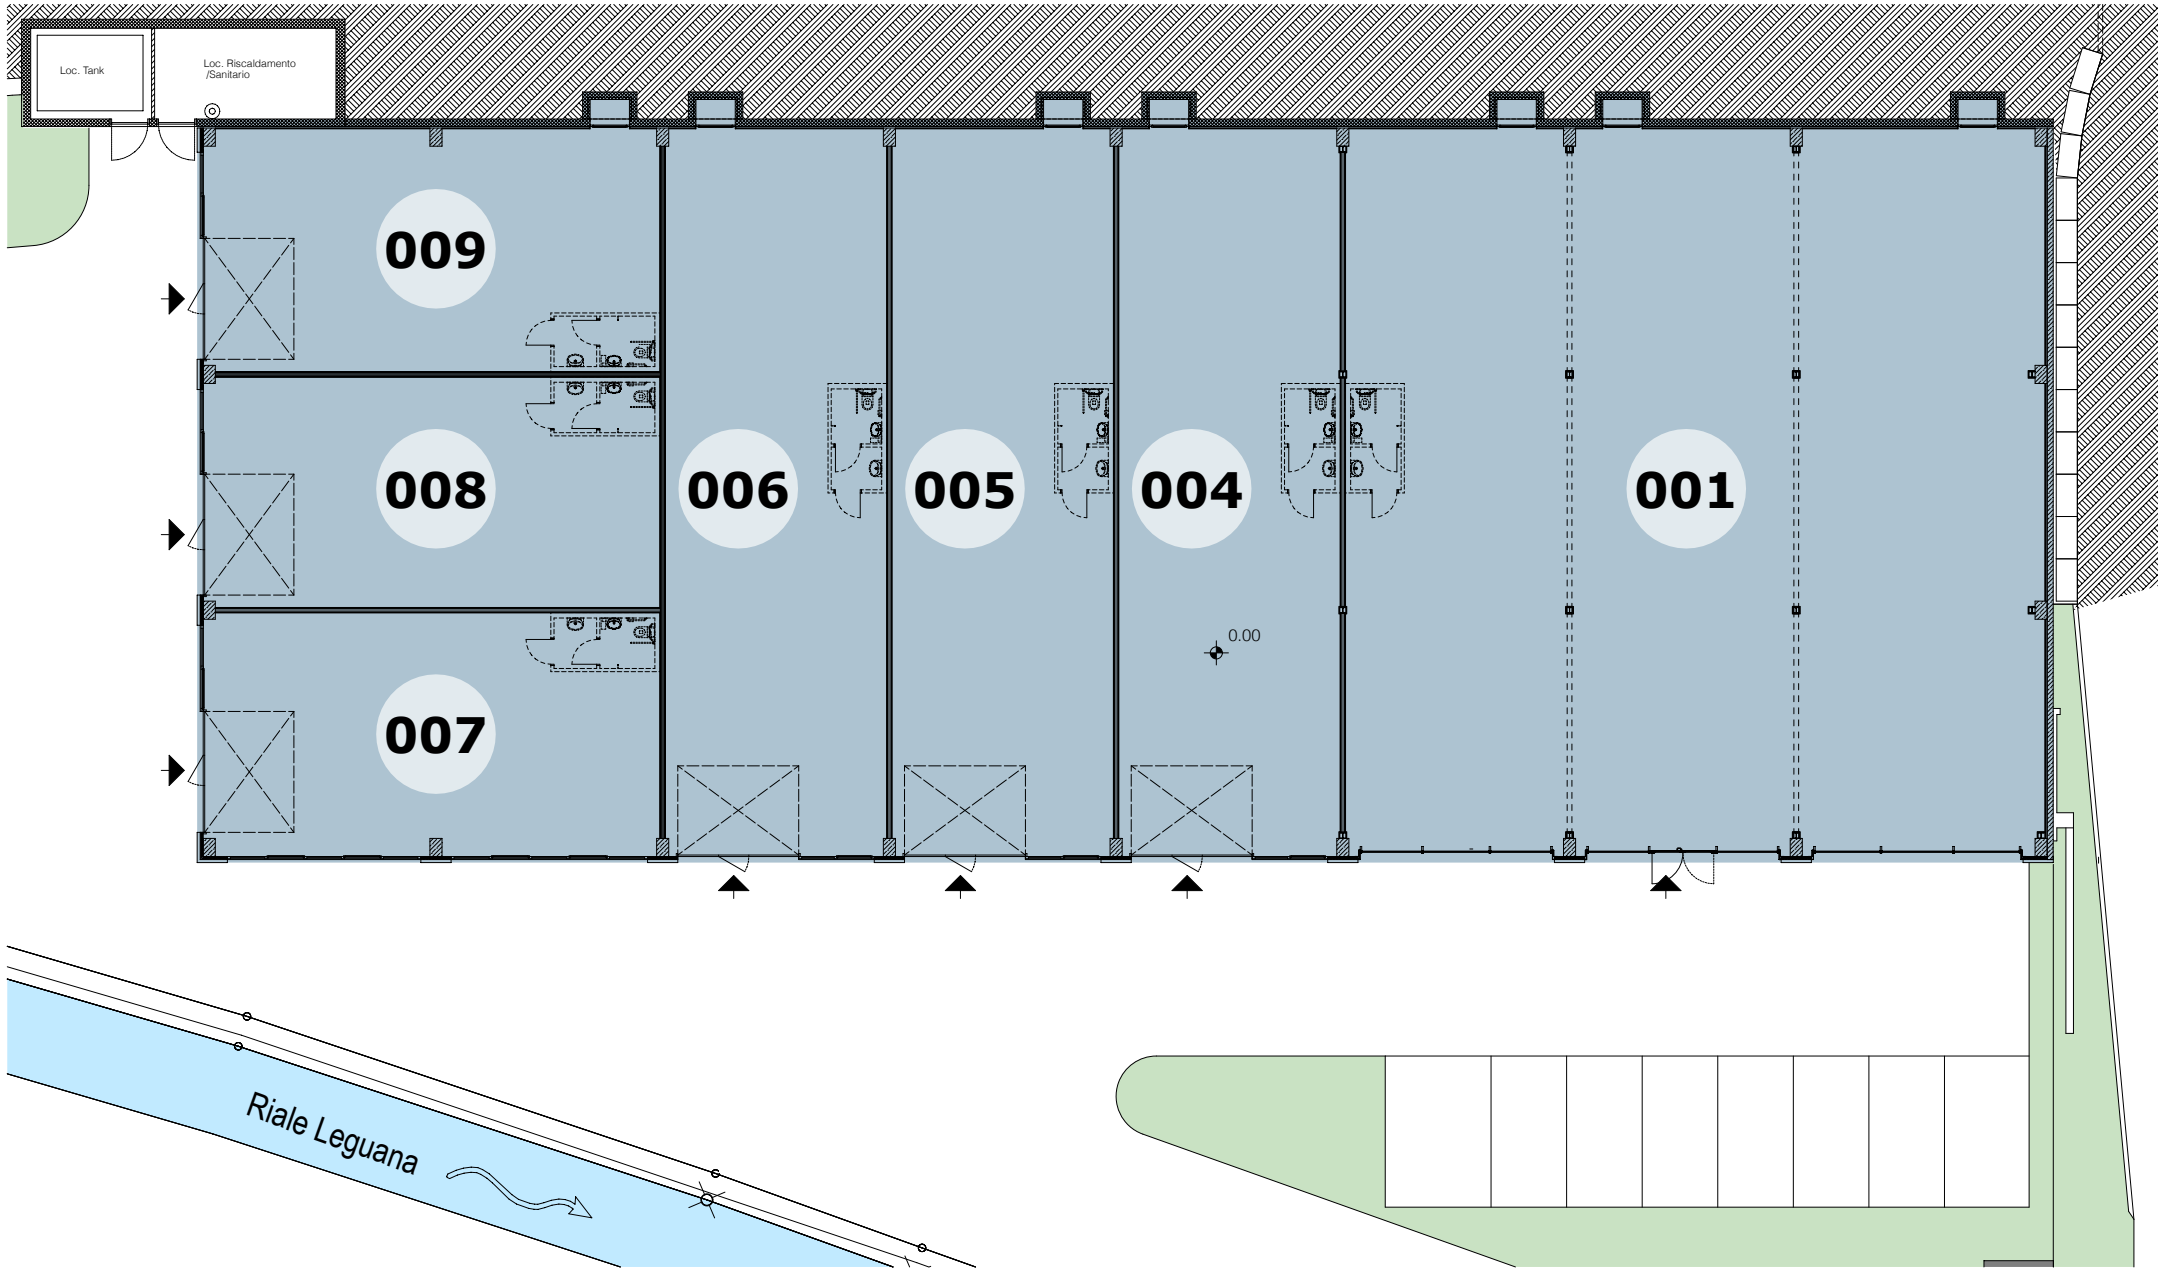 Loc. Tank
Loc. Riscaldamento
/Sanitario
009
008
006
005
004
001
0.00
007
Riale Leguana